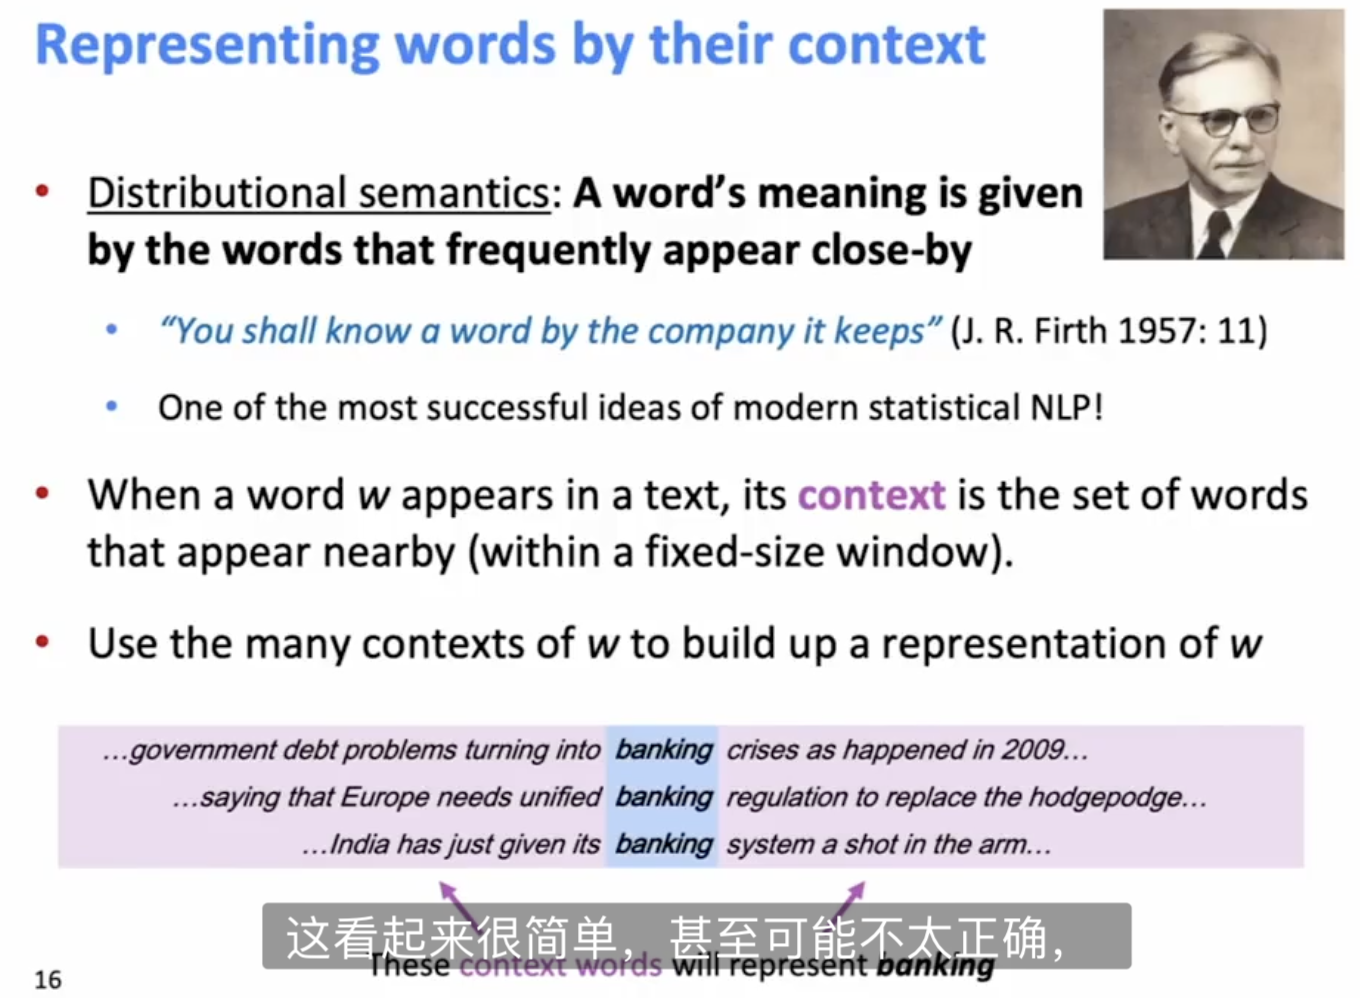 Representing words by their context
• Distributional semantics: A word's meaning is given
by the words that frequently appear close-by
• “You shall know a word by the company it keeps” (J. R. Firth 1957: 11)
• One of the most successful ideas of modern statistical NLP!
• When a word w appears in a text, its context is the set of words
that appear nearby (within a fixed-size window).
• Use the many contexts of w to build up a representation of w
…government debt problems turning into banking crises as happened in 2009…
…saying that Europe needs unified banking regulation to replace the hodgepodge…
…India has just given its banking system a shot in the arm…
这看起来很简单，甚至可能不太正确，
These context words will represent banking
16